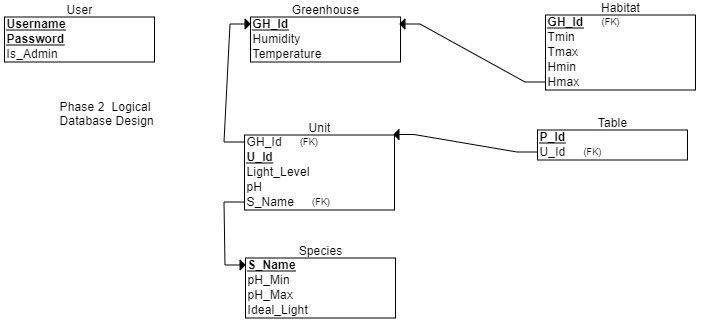 User
Username
Password
Is_Admin
Greenhouse
GH_Id
Humidity
Temperature
Habitat
GH_Id (FK)
Tmin
Tmax
Hmin
Hmax
Phase 2 Logical
Database Design
Unit
GH_Id (FK)
U_Id
Light_Level
pH
S_Name (FK)
Table
P_Id
U_Id (FK)
Species
S_Name
pH_Min
pH_Max
Ideal_Light